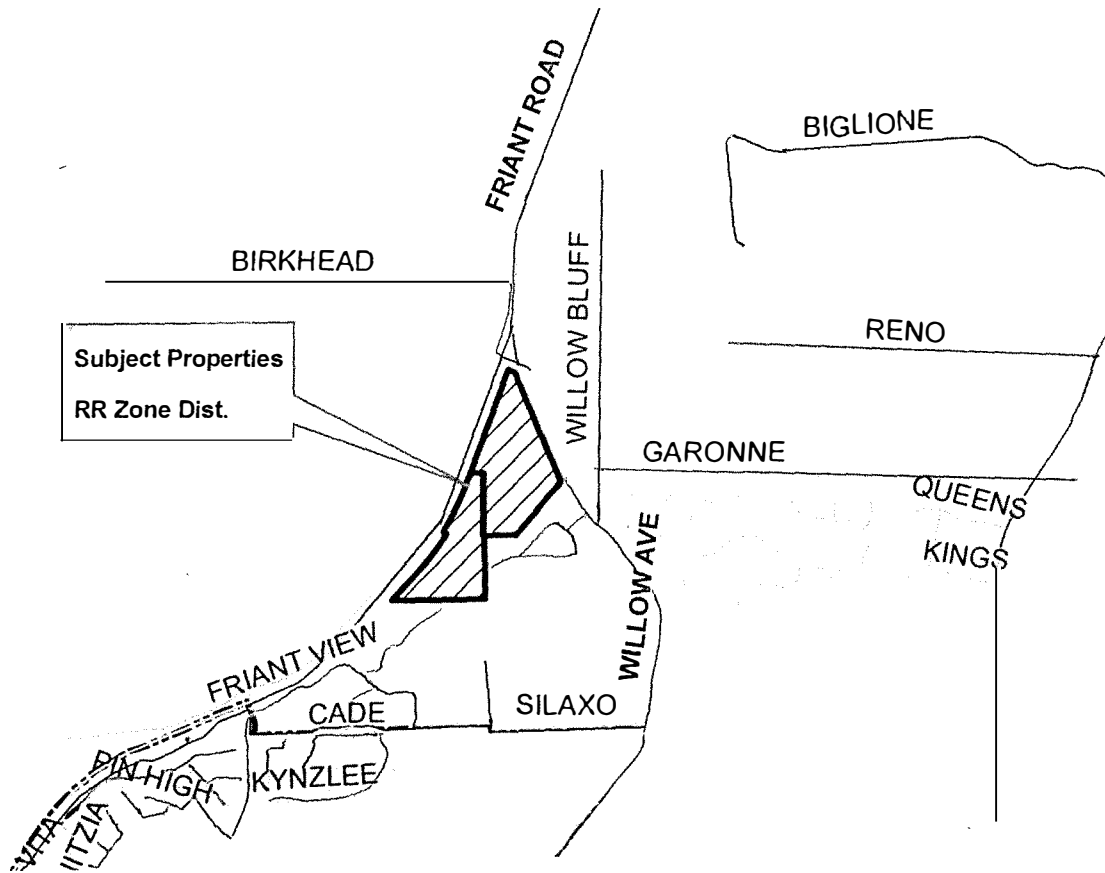 FRIANT ROAD
BIGLIONE
BIRKHEAD
WILLOW BLUFF
RENO
Subject Properties
RR Zone Dist.
GARONNE
QUEENS
KINGS
WILLOW AVE
FRIANT VIEW
CADE
SILAXO
PIN HIGH
KYNZLEE